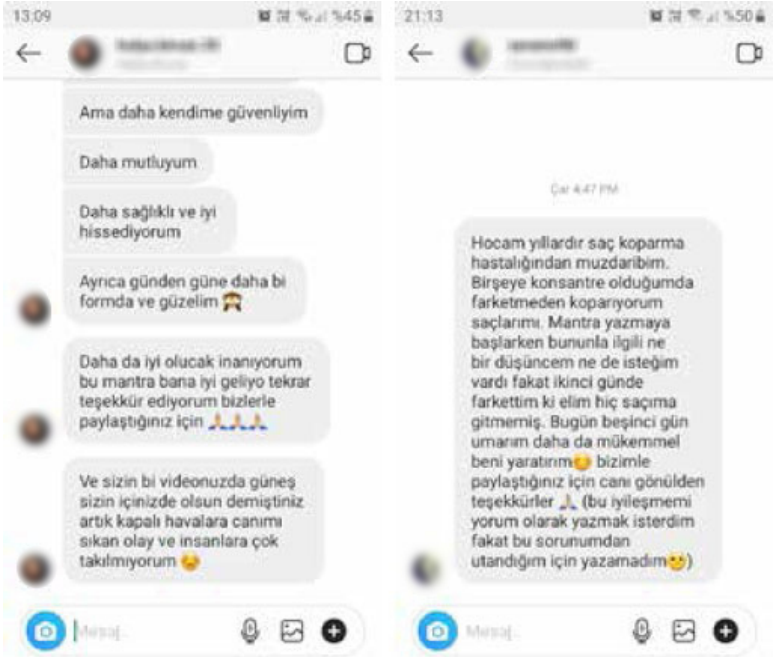 13:09
%45
Ama daha kendime güvenliyim
Daha mutluyum
Daha sağlıklı ve iyi
hissediyorum
Ayrıca günden güne daha bi
formda ve güzelim
Daha da iyi olucak inanıyorum
bu mantra bana iyi geliyo tekrar
teşekkür ediyorum bizlerle
paylaştığınız için
Ve sizin bi videonuzda güneş
sizin içinizde olsun demiştiniz
artık kapalı havalara canımı
sıkan olay ve insanlara çok
takılmıyorum
Mesaj..
21:13
%50
Çar 4:47 PM
Hocam yıllardır saç koparma
hastalığından muzdaribim.
Birşeye konsantre olduğumda
farketmeden koparıyorum
saçlarımı. Mantra yazmaya
başlarken bununla ilgili ne
bir düşüncem ne de isteğim
vardı fakat ikinci günde
farkettim ki elim hiç saçıma
gitmemiş. Bugün beşinci gün
umarım daha da mükemmel
beni yaratırım bizimle
paylaştığınız için canı gönülden
teşekkürler (bu iyileşmemi
yorum olarak yazmak isterdim
fakat bu sorunumdan
utandığım için yazamadım)
Mesaj..